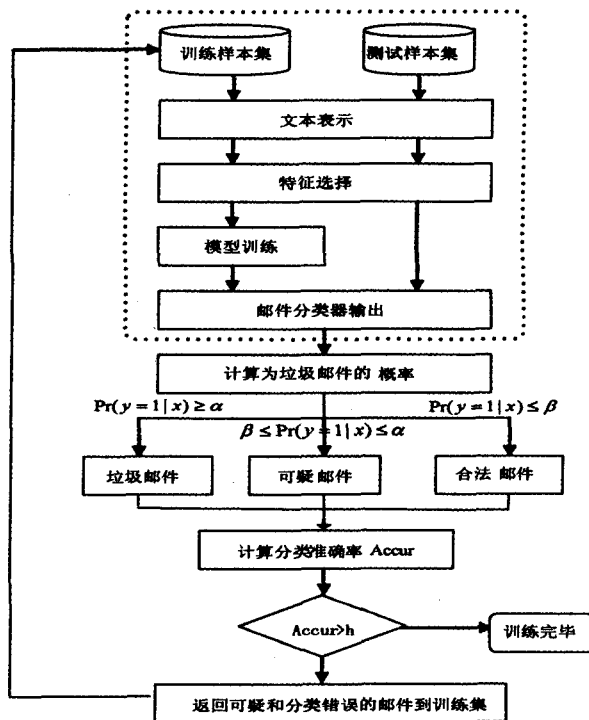 训练样本集
测试样本集
文本表示
特征选择
模型训练
邮件分类器输出
计算为垃圾邮件的 概率
Pr(y=1|x)≥α
Pr(y=1|x)≤β
β≤Pr(y=1|x)≤α
垃圾邮件
可疑邮件
合法 邮件
计算分类准确率 Accur
Accur>h
训练完毕
返回可疑和分类错误的邮件到训练集